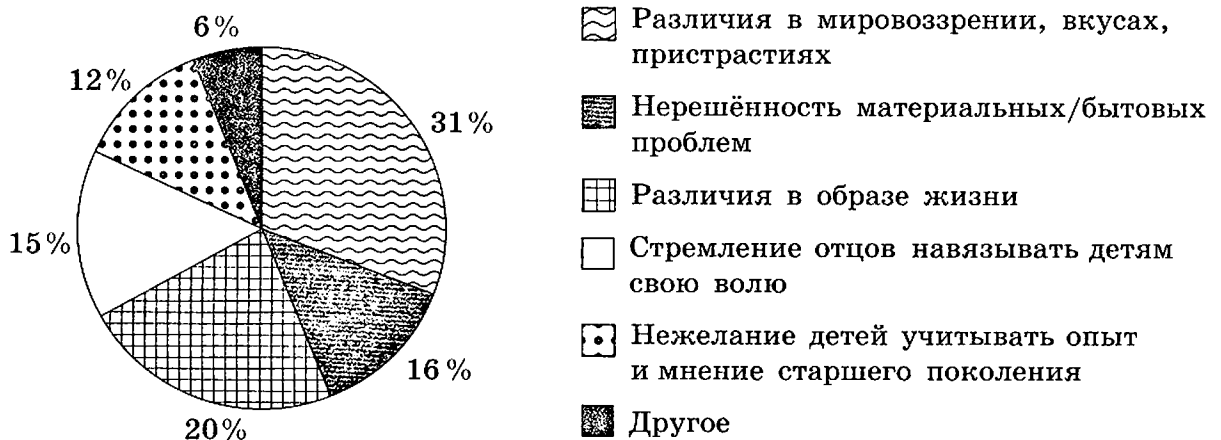 6%
12%
31%
15%
16%
20%
Различия в мировоззрении, вкусах,
пристрастиях
Нерешённость материальных/бытовых
проблем
Различия в образе жизни
Стремление отцов навязывать детям
свою волю
Нежелание детей учитывать опыт
и мнение старшего поколения
Другое